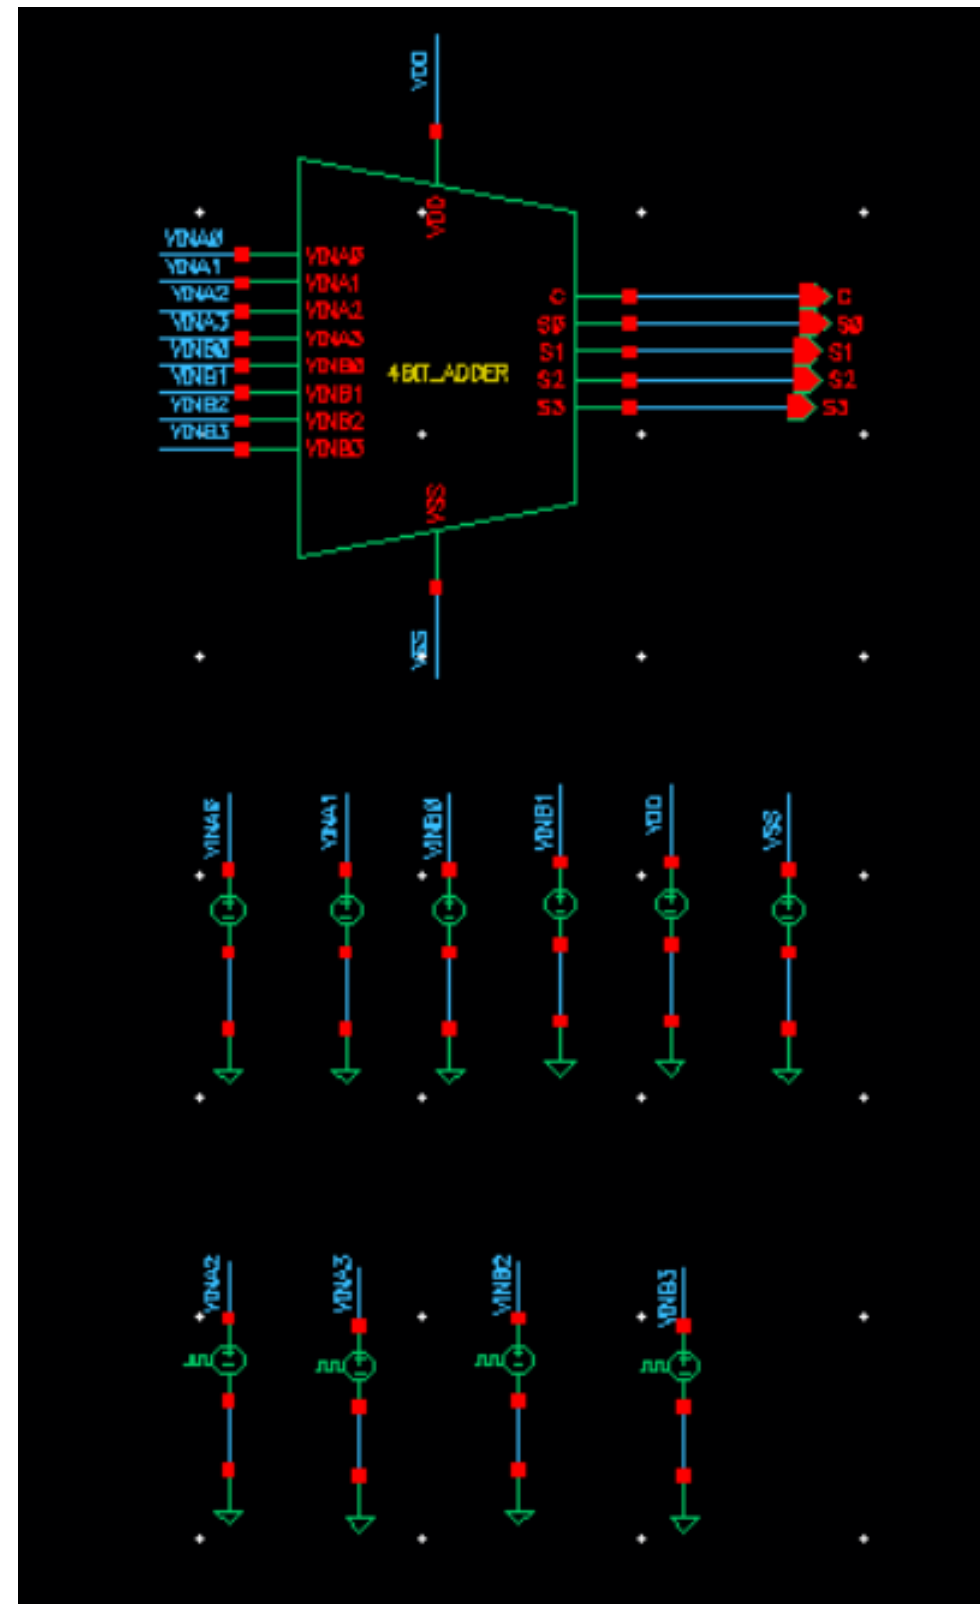 VDD
VDD
VINA0
VINA0
VINA1
VINA1
VINA2
VINA2
VINA3
VINA3
VINB0
VINB0
VINB1
VINB1
VINB2
VINB2
VINB3
VINB3
4BIT_ADDER
C C
S0 S0
S1 S1
S2 S2
S3 S3
VSS
VSS
VINA0 VINA1 VINB0 VINB1 VDD VSS
VINA2 VINA3 VINB2 VINB3